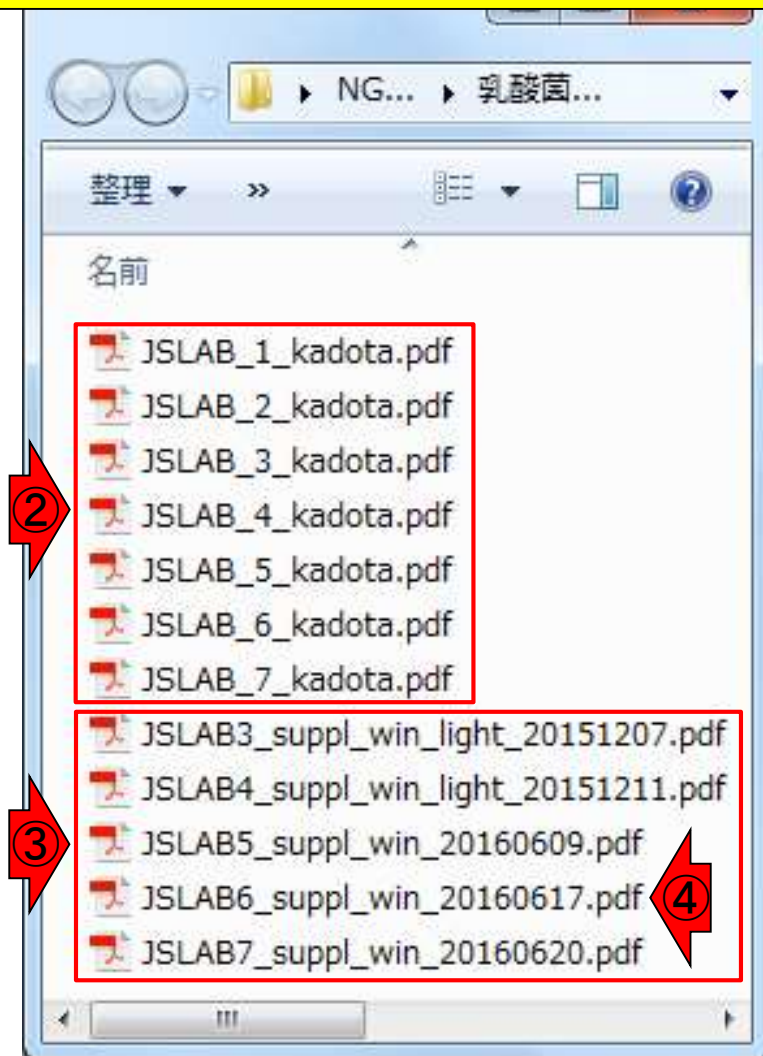 NG... 乳酸菌...
整理 »
名前
JSLAB_1_kadota.pdf
JSLAB_2_kadota.pdf
JSLAB_3_kadota.pdf
② JSLAB_4_kadota.pdf
JSLAB_5_kadota.pdf
JSLAB_6_kadota.pdf
JSLAB_7_kadota.pdf
JSLAB3_suppl_win_light_20151207.pdf
JSLAB4_suppl_win_light_20151211.pdf
③ JSLAB5_suppl_win_20160609.pdf
JSLAB6_suppl_win_20160617.pdf ④
JSLAB7_suppl_win_20160620.pdf